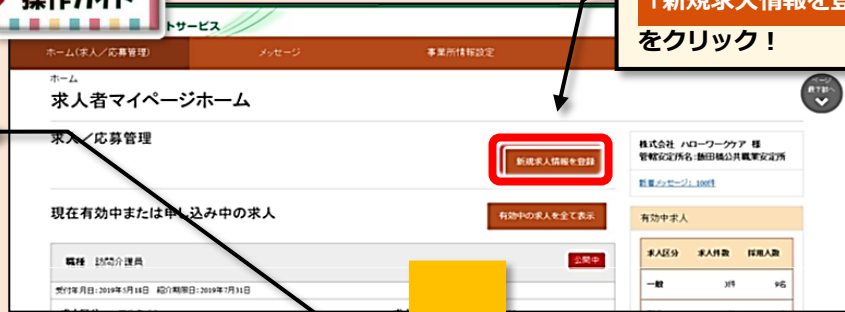 操作ガイド
トサービス
「新規求人情報を登
をクリック！
ホーム(求人／応募管理)
メッセージ
事業所情報設定
ホーム
求人者マイページホーム
ページ
最下部へ
求人／応募管理
新規求人情報を登録
株式会社 ハローワークケア 様
管轄安定所名:飯田橋公共職業安定所
新着メッセージ: 100件
現在有効中または申し込み中の求人
有効中の求人を全て表示
有効中求人
職種 訪問介護員
公開中
求人区分 求人件数 採用人数
受付年月日:2019年5月18日 紹介期限日:2019年7月31日
一般 3件 9名